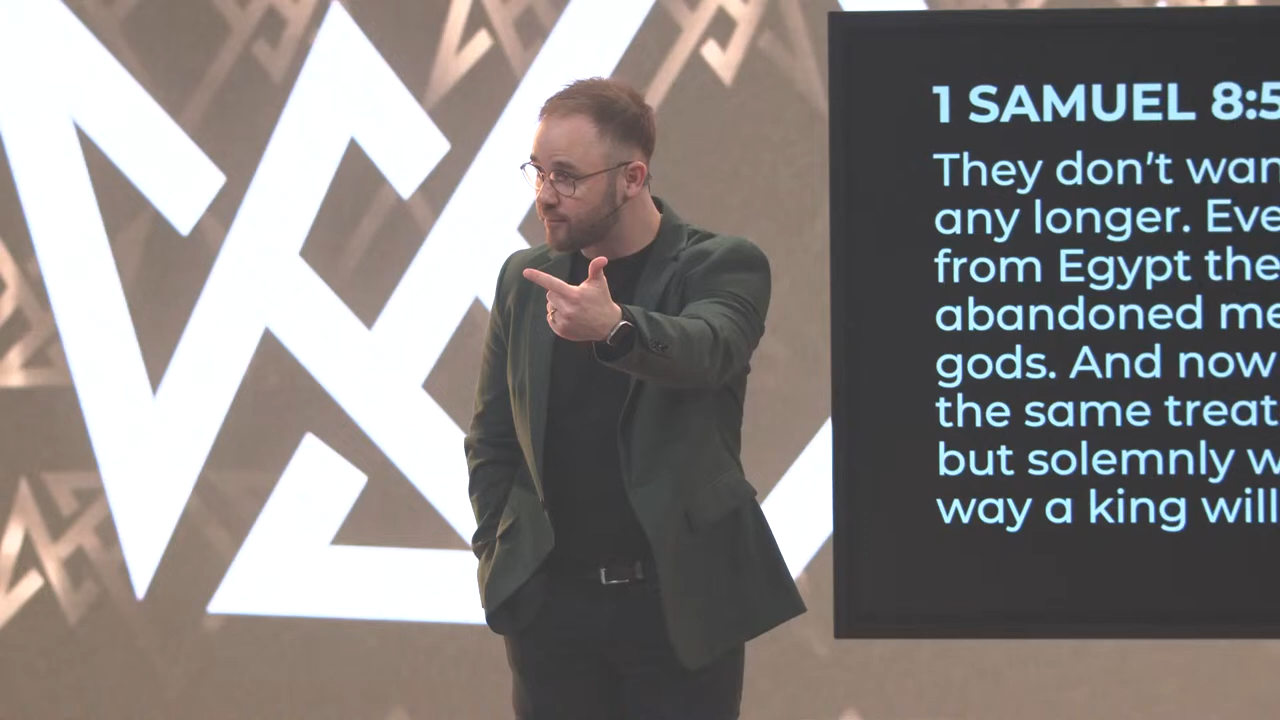 1 SAMUEL 8:5
They don't wan
any longer. Eve
from Egypt the
abandoned me
gods. And now
the same treat
but solemnly w
way a king will